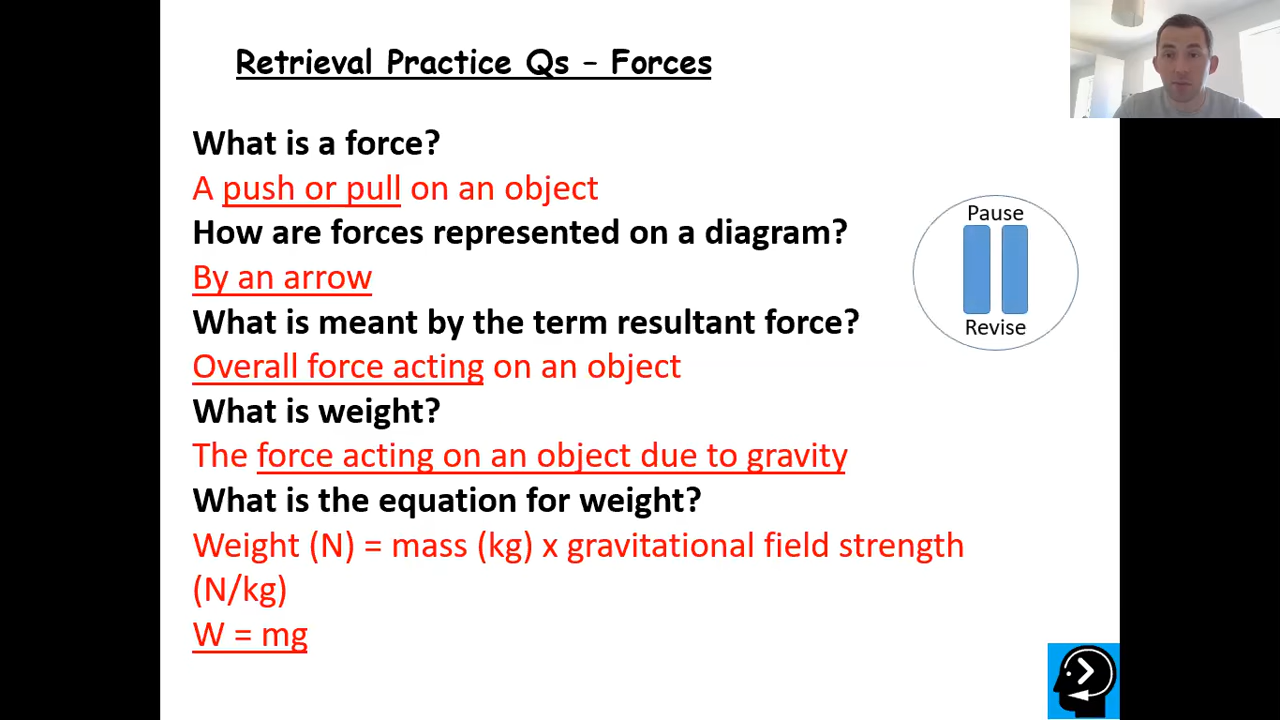 Retrieval Practice Qs – Forces
What is a force?
A push or pull on an object
How are forces represented on a diagram?
By an arrow
What is meant by the term resultant force?
Overall force acting on an object
What is weight?
The force acting on an object due to gravity
What is the equation for weight?
Weight (N) = mass (kg) x gravitational field strength
(N/kg)
W = mg
Pause
Revise